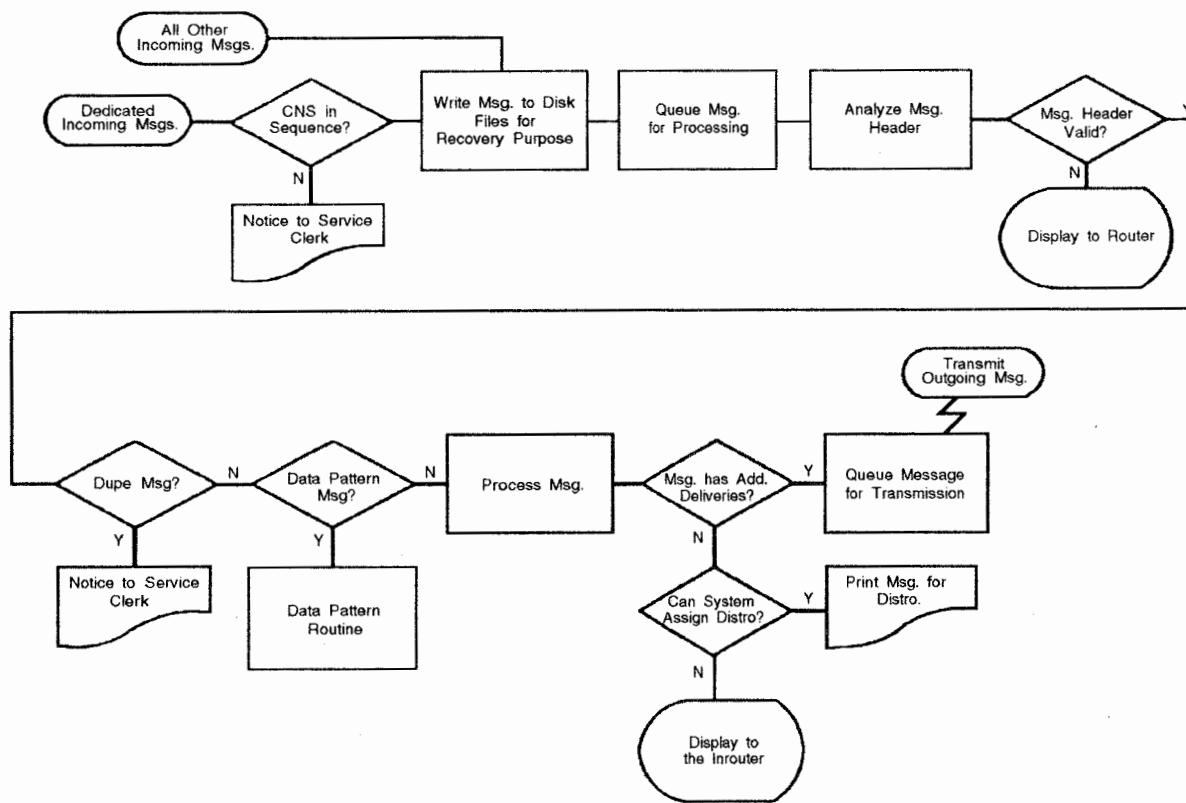 All Other
Incoming Msgs.
Dedicated
Incoming Msgs.
CNS in
Sequence?
N
Notice to Service
Clerk
Write Msg. to Disk
Files for
Recovery Purpose
Queue Msg.
for Processing
Analyze Msg.
Header
Msg. Header
Valid?
Y
N
Display to Router
Dupe Msg?
N
Y
Notice to Service
Clerk
Data Pattern
Msg?
N
Y
Data Pattern
Routine
Process Msg.
Msg. has Add.
Deliveries?
Y
N
Transmit
Outgoing Msg.
Queue Message
for Transmission
Can System
Assign Distro?
Y
N
Print Msg. for
Distro.
Display to
the Inrouter